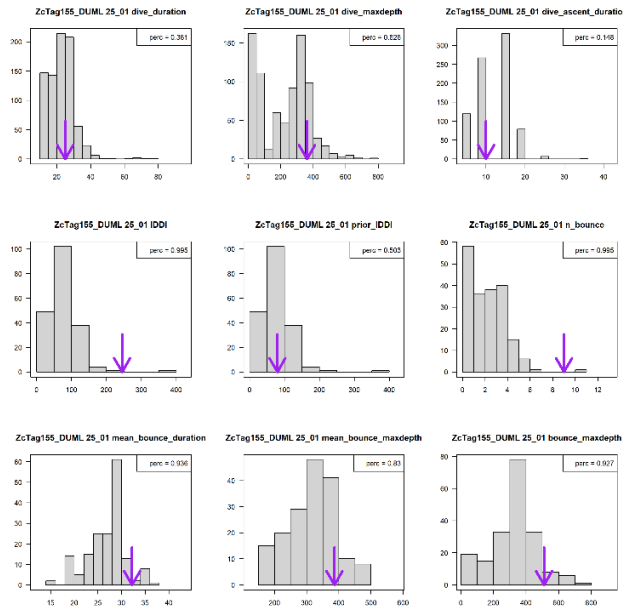 ZcTag155_DUML 25_01 dive_duration
perc = 0.361
200
150
100
50
0
0 20 40 60 80
ZcTag155_DUML 25_01 dive_maxdepth
perc = 0.828
150
100
50
0
0 200 400 600 800
ZcTag155_DUML 25_01 dive_ascent_duratio
perc = 0.148
300
250
200
150
100
50
0
10 20 30 40
ZcTag155_DUML 25_01 IDDI
perc = 0.995
100
80
60
40
20
0
0 100 200 300 400
ZcTag155_DUML 25_01 prior_IDDI
perc = 0.503
100
80
60
40
20
0
0 100 200 300 400
ZcTag155_DUML 25_01 n_bounce
perc = 0.995
60
50
40
30
20
10
0
0 2 4 6 8 10 12
ZcTag155_DUML 25_01 mean_bounce_duration
perc = 0.936
60
50
40
30
20
10
0
15 20 25 30 35 40
ZcTag155_DUML 25_01 mean_bounce_maxdepth
perc = 0.83
40
30
20
10
0
200 300 400 500 600
ZcTag155_DUML 25_01 bounce_maxdepth
perc = 0.927
80
60
40
20
0
0 200 400 600 800